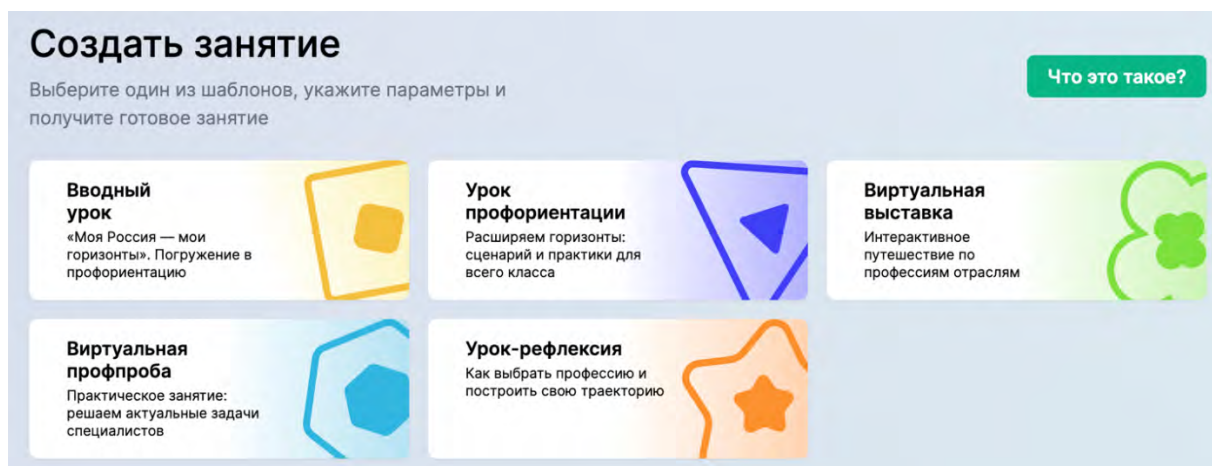 Создать занятие
Выберите один из шаблонов, укажите параметры и
получите готовое занятие
Что это такое?
Вводный
урок
«Моя Россия — мои
горизонты». Погружение в
профориентацию
Урок
профориентации
Расширяем горизонты:
сценарий и практики для
всего класса
Виртуальная
выставка
Интерактивное
путешествие по
профессиям отраслям
Виртуальная
профпроба
Практическое занятие:
решаем актуальные задачи
специалистов
Урок-рефлексия
Как выбрать профессию и
построить свою траекторию